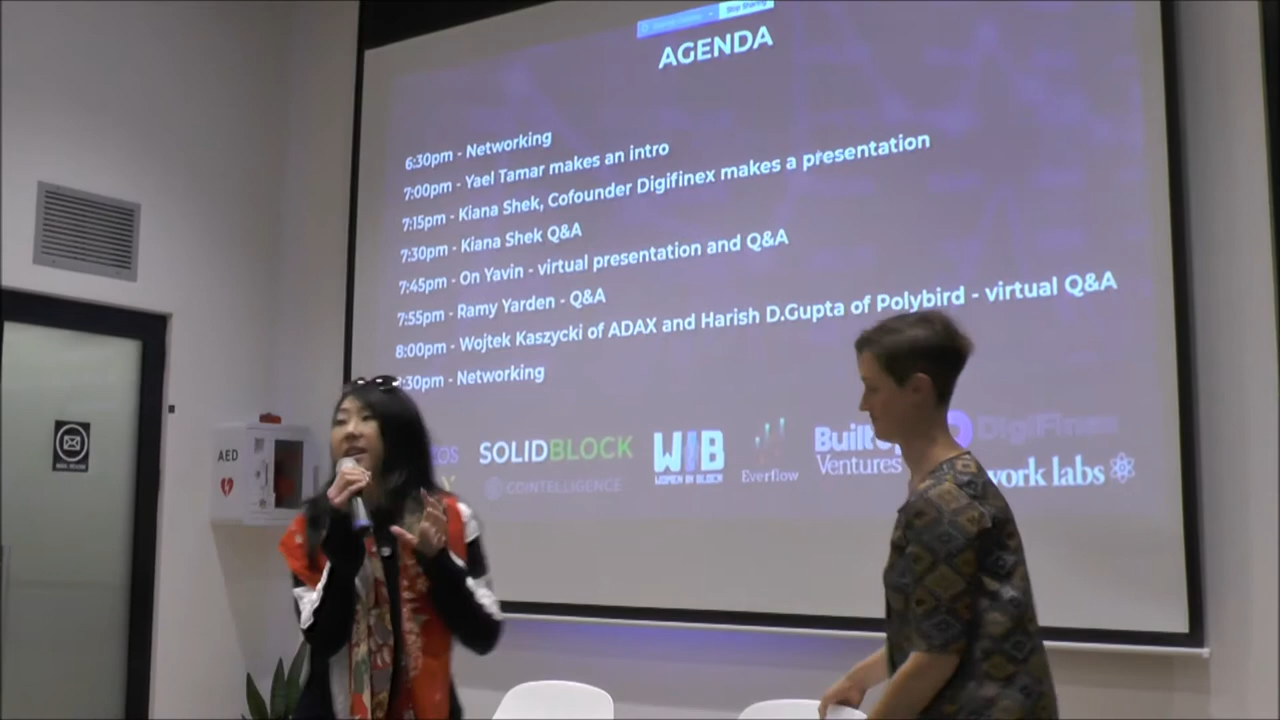 Stop Sharing
AGENDA
6:30pm - Networking
7:00pm - Yael Tamar makes an intro
7:15pm - Kiana Shek, Cofounder Digifinex makes a presentation
7:30pm - Kiana Shek Q&A
7:45pm - On Yavin - virtual presentation and Q&A
7:55pm - Ramy Yarden - Q&A
8:00pm - Wojtek Kaszycki of ADAX and Harish D.Gupta of Polybird - virtual Q&A
:30pm - Networking
SOLIDBLOCK
COINTELLIGENCE
WIB
WOMEN IN BLOCK
Everflow
Built
Ventures
DigiFinex
work labs
AED